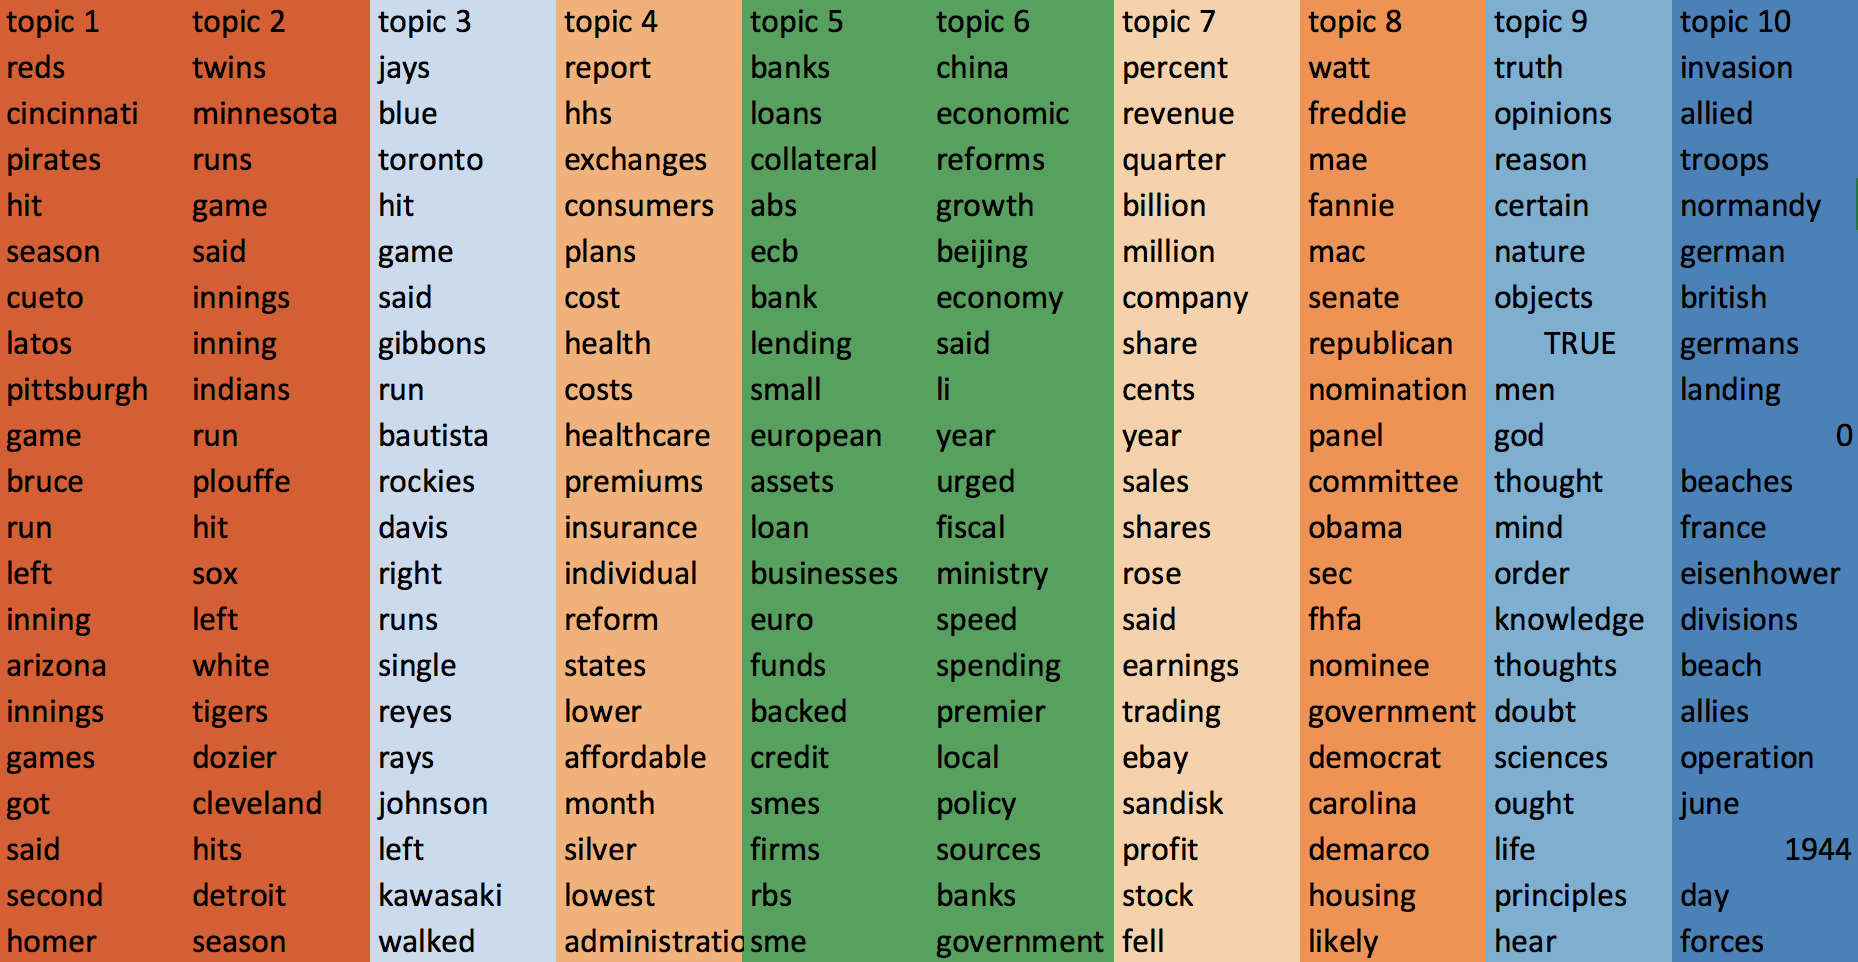 topic 1 topic 2 topic 3 topic 4 topic 5 topic 6 topic 7 topic 8 topic 9 topic 10
reds twins jays report banks china percent watt truth invasion
cincinnati minnesota blue hhs loans economic revenue freddie opinions allied
pirates runs toronto exchanges collateral reforms quarter mae reason troops
hit game hit consumers abs growth billion fannie certain normandy
season said game plans ecb beijing million mac nature german
cueto innings said cost bank economy company senate objects british
latos inning gibbons health lending said share republican TRUE germans
pittsburgh indians run costs small li cents nomination men landing
game run bautista healthcare european year year panel god 0
bruce plouffe rockies premiums assets urged sales committee thought beaches
run hit davis insurance loan fiscal shares obama mind france
left sox right individual businesses ministry rose sec order eisenhower
inning left runs reform euro speed said fhfa knowledge divisions
arizona white single states funds spending earnings nominee thoughts beach
innings tigers reyes lower backed premier trading government doubt allies
games dozier rays affordable credit local ebay democrat sciences operation
got cleveland johnson month smes policy sandisk carolina ought june
said hits left silver firms sources profit demarco life 1944
second detroit kawasaki lowest rbs banks stock housing principles day
homer season walked administratio sme government fell likely hear forces